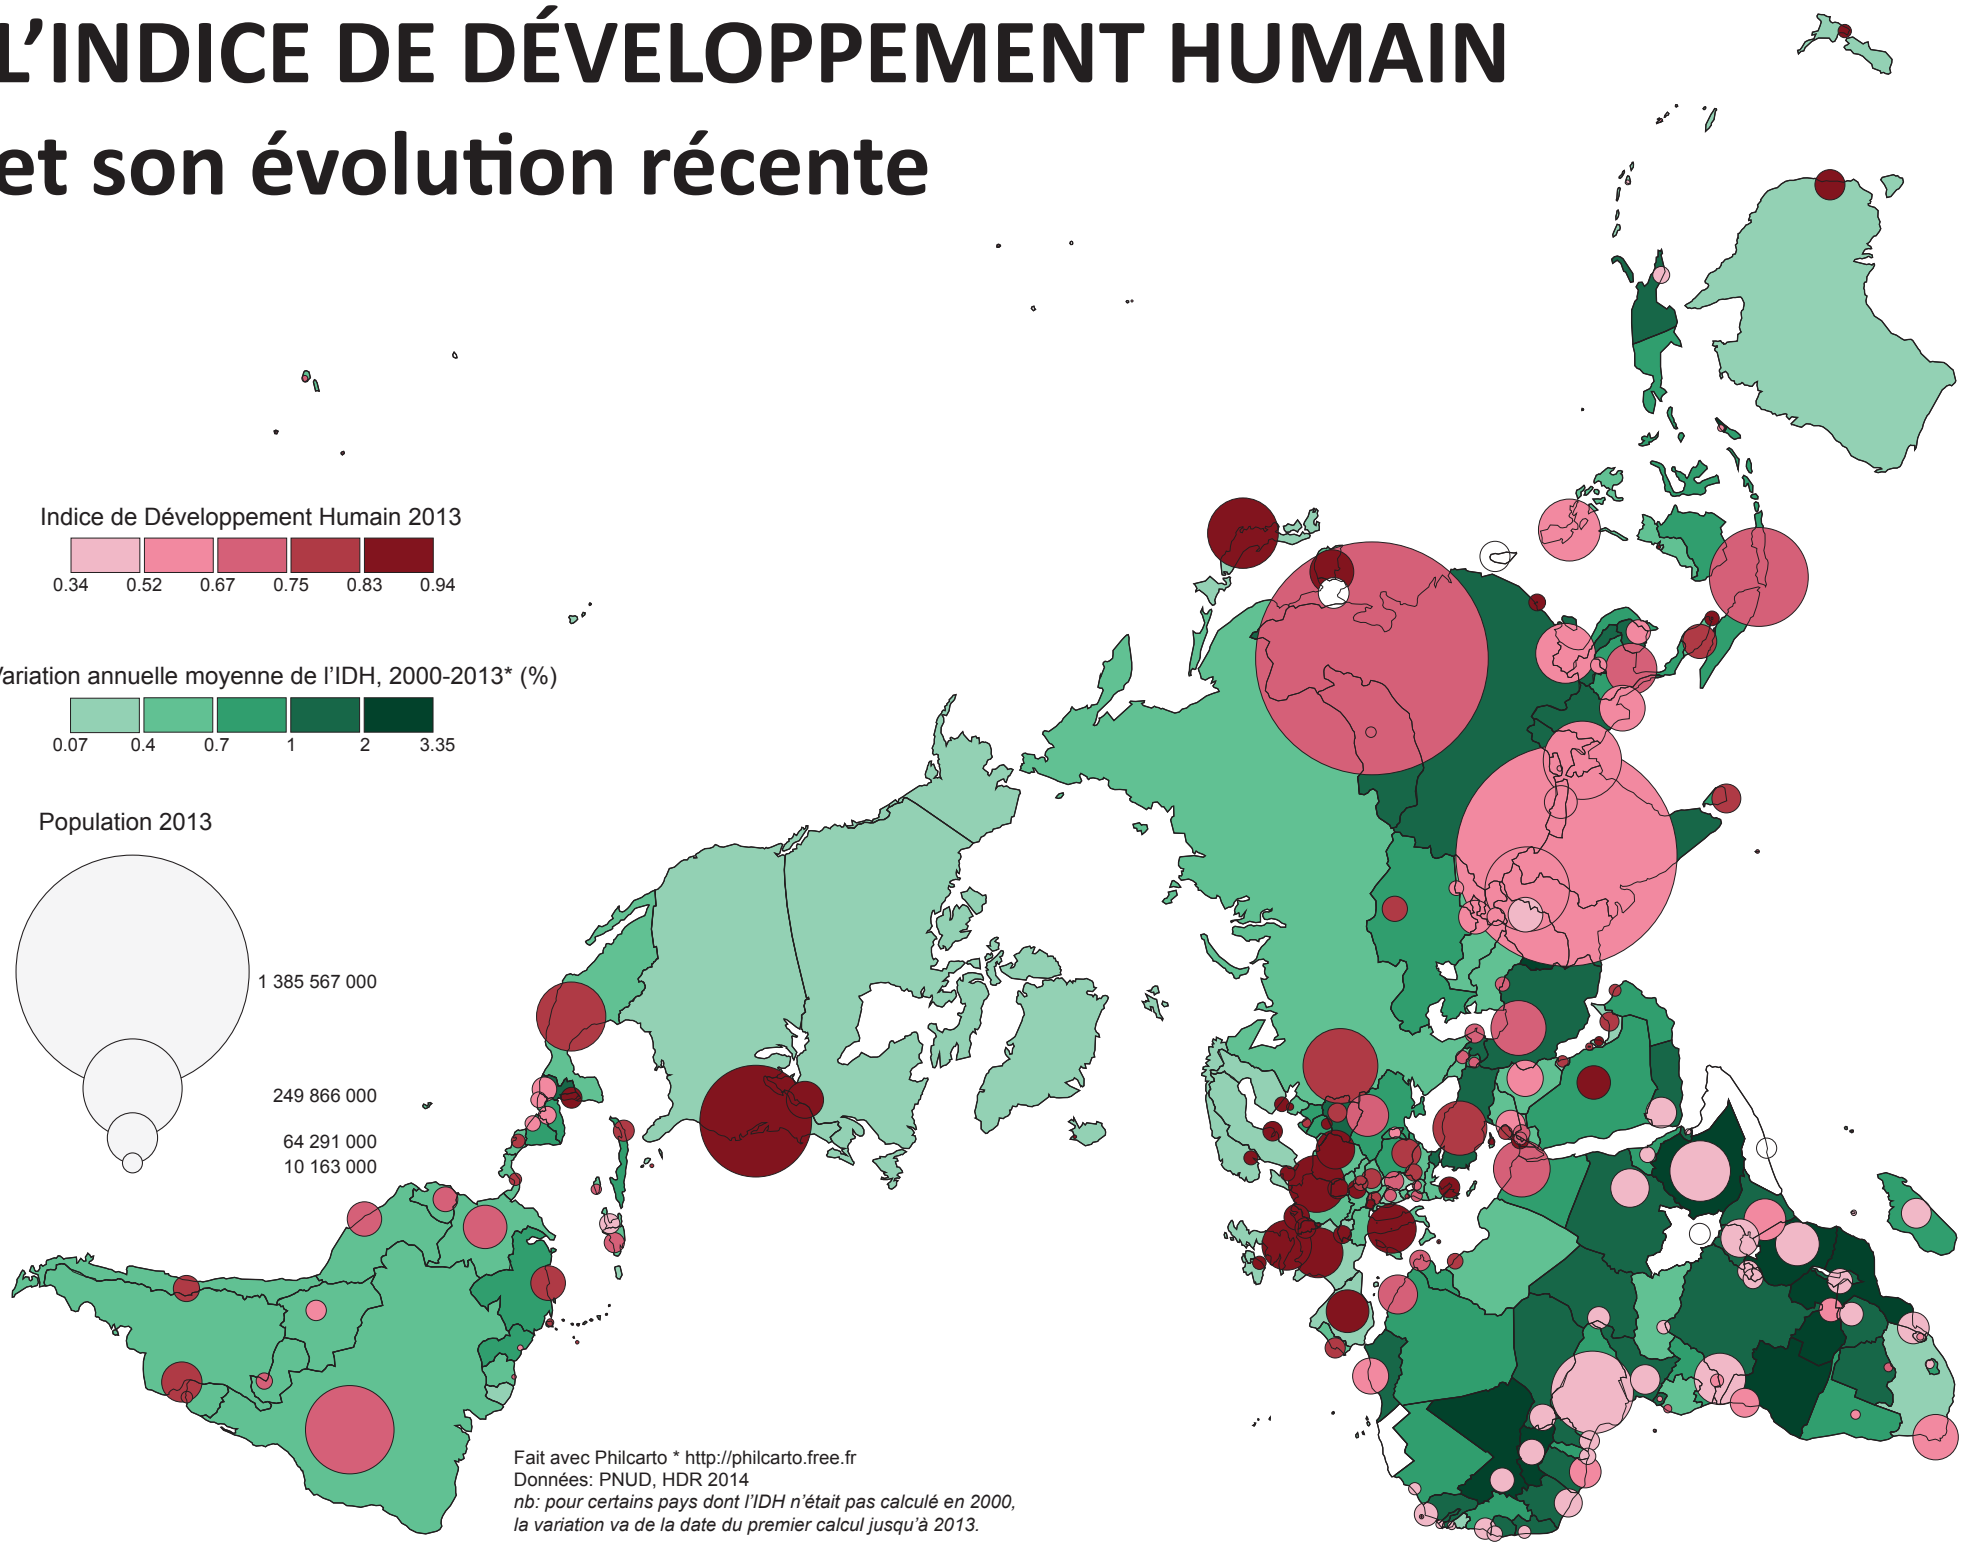 L'INDICE DE DÉVELOPPEMENT HUMAIN
et son évolution récente
Indice de Développement Humain 2013
0.34 0.52 0.67 0.75 0.83 0.94
Variation annuelle moyenne de l'IDH, 2000-2013* (%)
0.07 0.4 0.7 1 2 3.35
Population 2013
1 385 567 000
249 866 000
64 291 000
10 163 000
Fait avec Philcarto * http://philcarto.free.fr
Données: PNUD, HDR 2014
nb: pour certains pays dont l'IDH n'était pas calculé en 2000,
la variation va de la date du premier calcul jusqu'à 2013.